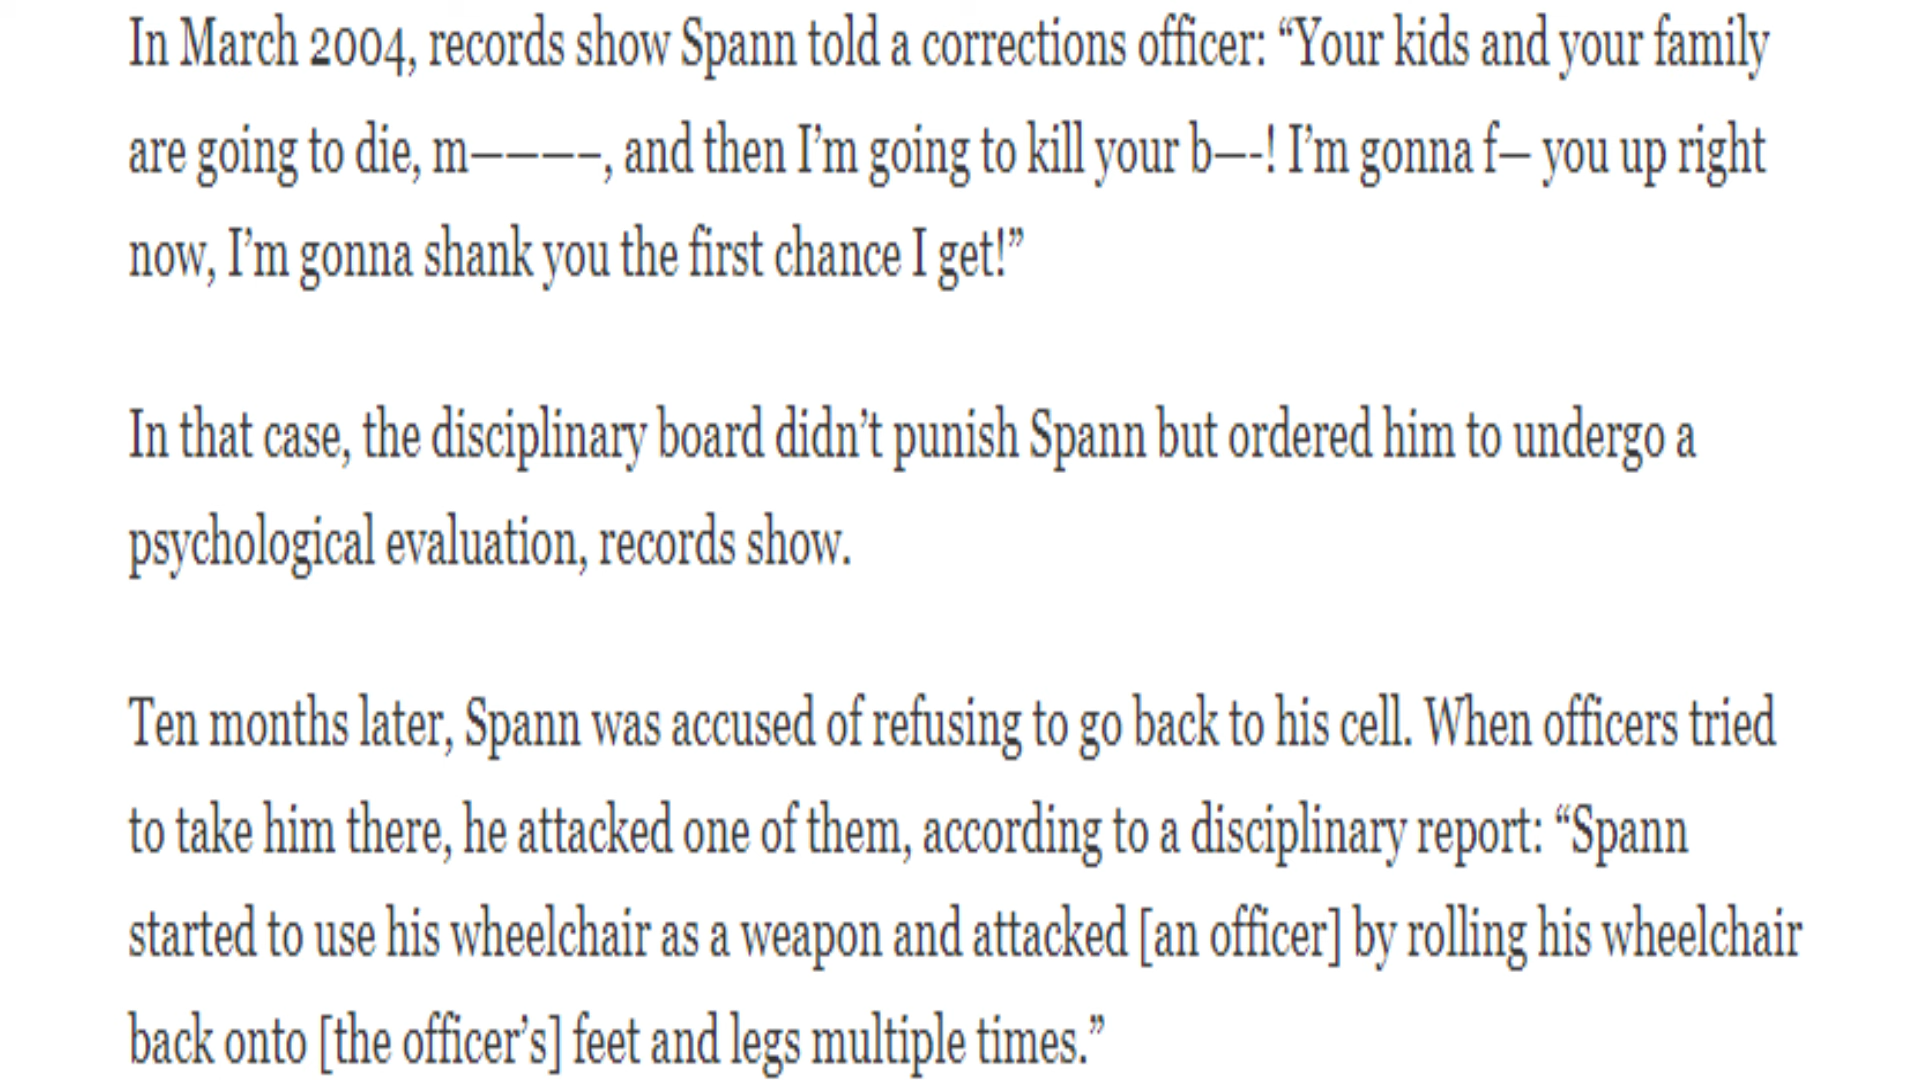 In March 2004, records show Spann told a corrections officer: “Your kids and your family
are going to die, m————–, and then I’m going to kill your b—-! I’m gonna f— you up right
now, I’m gonna shank you the first chance I get!”
In that case, the disciplinary board didn’t punish Spann but ordered him to undergo a
psychological evaluation, records show.
Ten months later, Spann was accused of refusing to go back to his cell. When officers tried
to take him there, he attacked one of them, according to a disciplinary report: “Spann
started to use his wheelchair as a weapon and attacked [an officer] by rolling his wheelchair
back onto [the officer’s] feet and legs multiple times.”